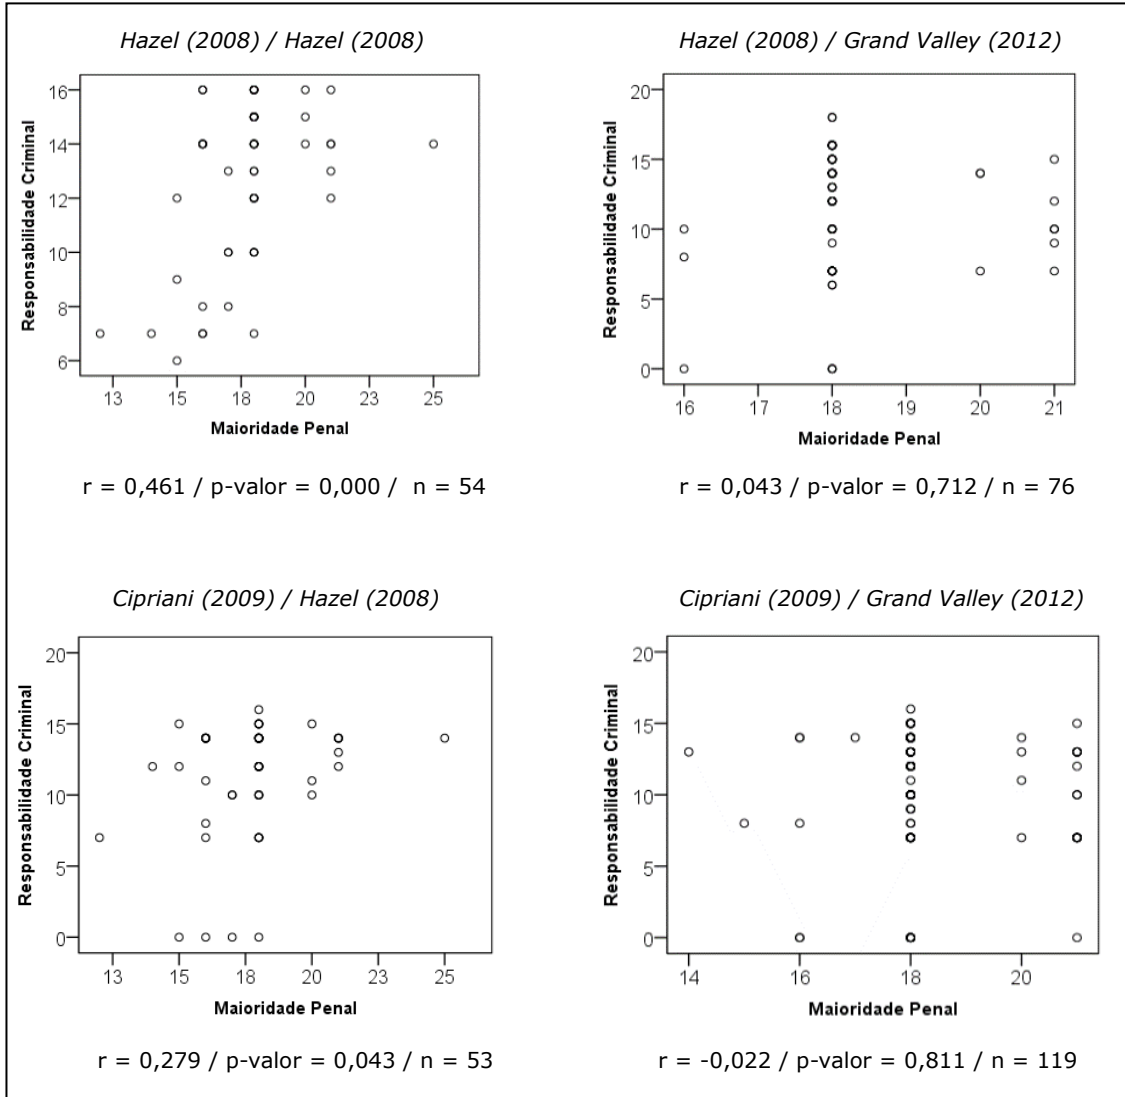 Hazel (2008) / Hazel (2008)
Responsabilidade Criminal
16
14
12
10
8
6
13 15 18 20 23 25
Maioridade Penal
r = 0,461 / p-valor = 0,000 / n = 54
Hazel (2008) / Grand Valley (2012)
Responsabilidade Criminal
20
15
10
5
0
16 17 18 19 20 21
Maioridade Penal
r = 0,043 / p-valor = 0,712 / n = 76
Cipriani (2009) / Hazel (2008)
Responsabilidade Criminal
20
15
10
5
0
13 15 18 20 23 25
Maioridade Penal
r = 0,279 / p-valor = 0,043 / n = 53
Cipriani (2009) / Grand Valley (2012)
Responsabilidade Criminal
20
15
10
5
0
14 16 18 20
Maioridade Penal
r = -0,022 / p-valor = 0,811 / n = 119